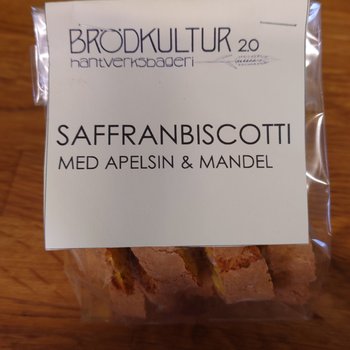 BRÖDKULTUR 2.0
hantverksbageri
SAFFRANBISCOTTI
MED APELSIN & MANDEL